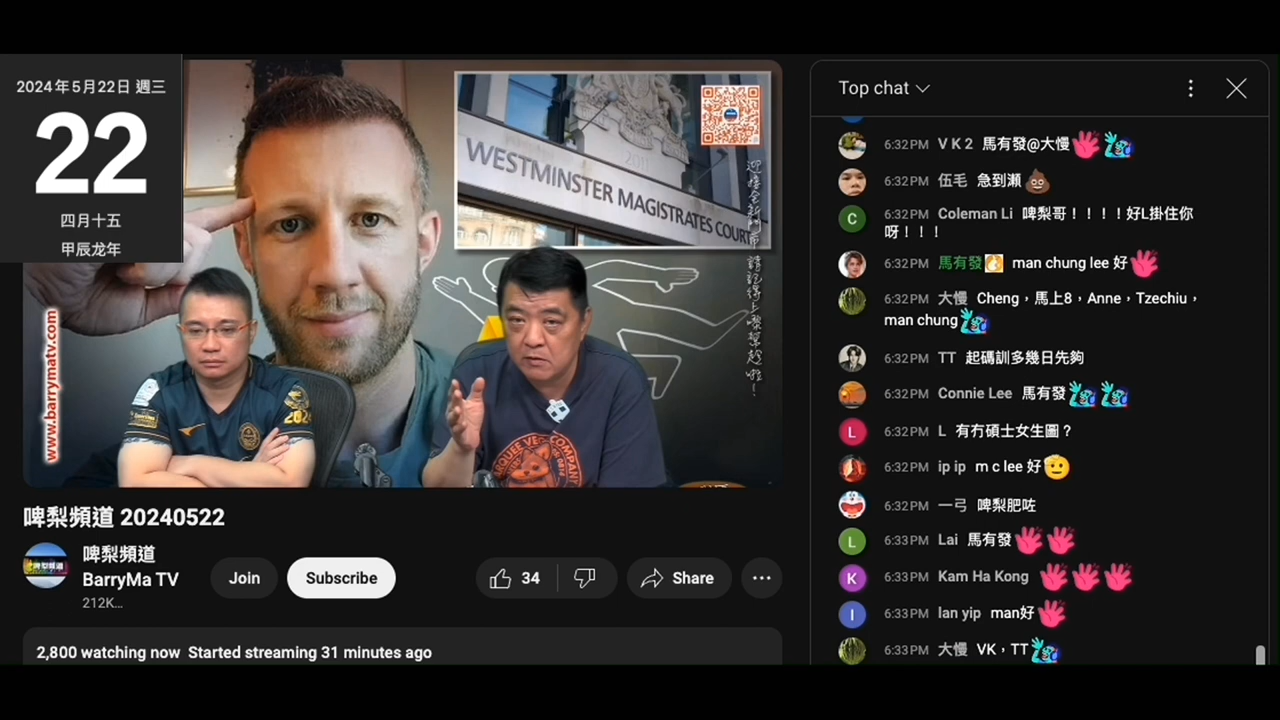 2024年5月22日 週三
22
四月十五
甲辰龙年
www.barrymatv.com
2011
WESTMINSTER MAGISTRATES COURT
VEG COMPANY
202
啤梨頻道 20240522
啤梨頻道
BarryMa TV
212K...
Join
Subscribe
34
Share
2,800 watching now Started streaming 31 minutes ago
Top chat
6:32PM V K 2 馬有發@大慢
6:32PM 伍毛 急到瀨💩
6:32PM Coleman Li 啤梨哥！！！！好L掛住你
呀！！！
6:32PM 馬有發 man chung lee 好
6:32PM 大慢 Cheng，馬上8，Anne，Tzechiu，
man chung
6:32PM TT 起碼訓多幾日先夠
6:32PM Connie Lee 馬有發
6:32PM L 有冇碩士女生圖？
6:32PM ip ip m c lee 好🫡
6:32PM 一弓 啤梨肥咗
6:33PM Lai 馬有發
6:33PM Kam Ha Kong
6:33PM Ian yip man好
6:33PM 大慢 VK，TT